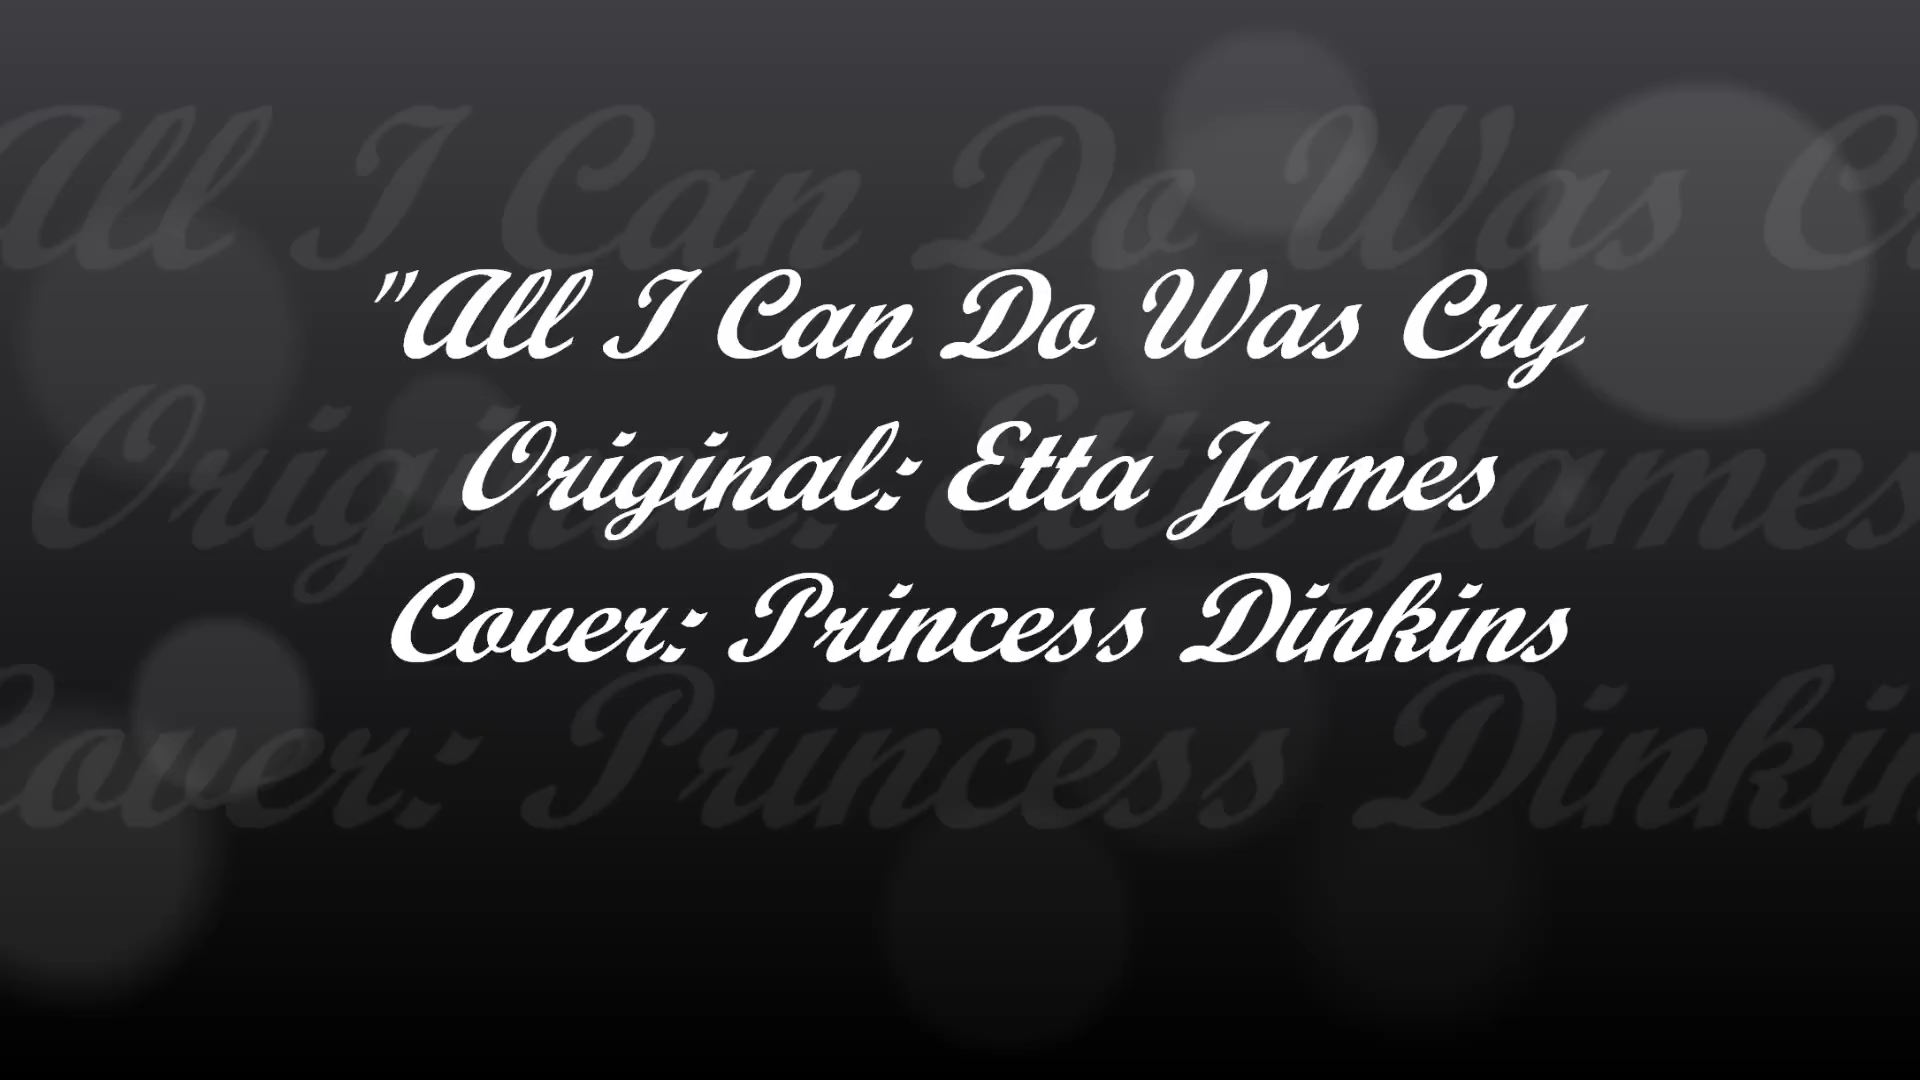 "All I Can Do Was Cry
Original: Etta James
Cover: Princess Dinkins